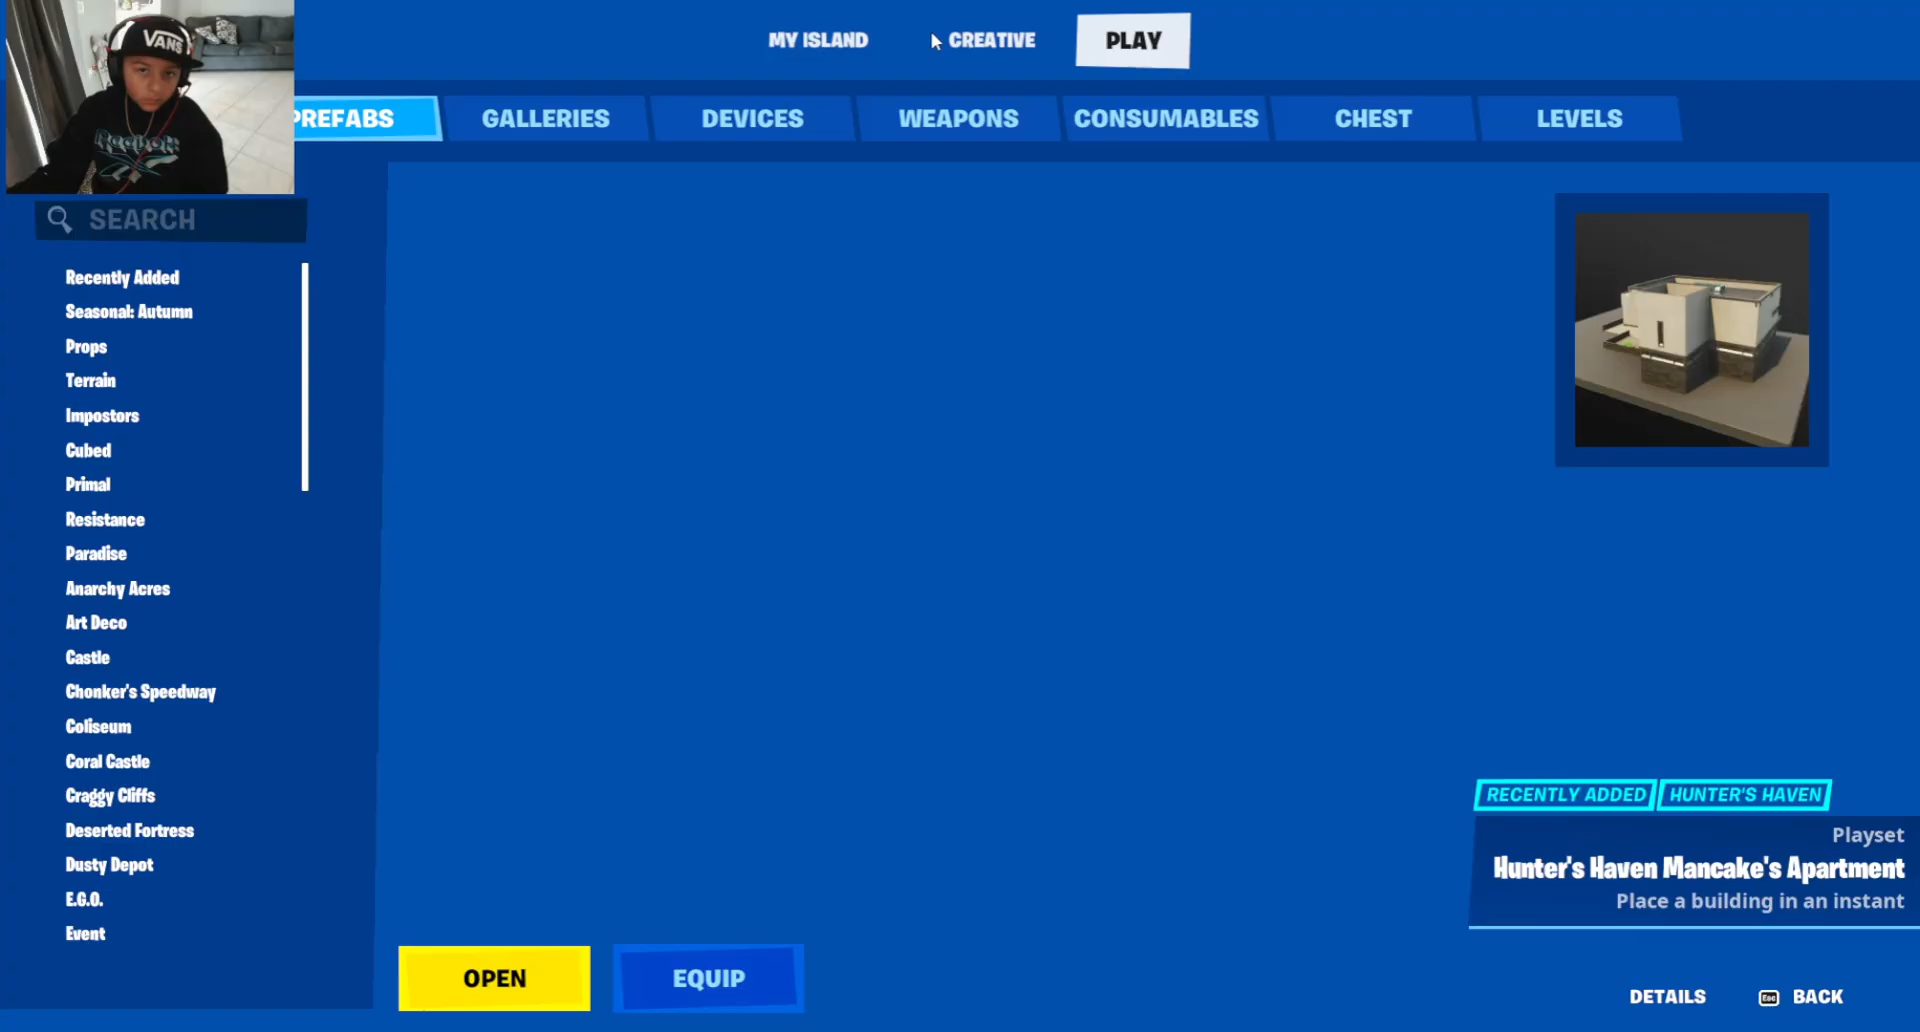 MY ISLAND
CREATIVE
PLAY
VANS
Reebok
PREFABS
GALLERIES
DEVICES
WEAPONS
CONSUMABLES
CHEST
LEVELS
SEARCH
Recently Added
Seasonal: Autumn
Props
Terrain
Impostors
Cubed
Primal
Resistance
Paradise
Anarchy Acres
Art Deco
Castle
Chonker's Speedway
Coliseum
Coral Castle
Craggy Cliffs
Deserted Fortress
Dusty Depot
E.G.O.
Event
RECENTLY ADDED
HUNTER'S HAVEN
Playset
Hunter's Haven Mancake's Apartment
Place a building in an instant
OPEN
EQUIP
DETAILS
Esc BACK